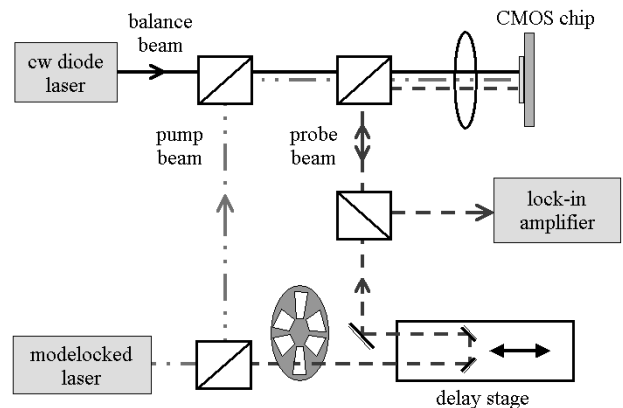 balance
beam
CMOS chip
cw diode
laser
pump
beam
probe
beam
lock-in
amplifier
modelocked
laser
delay stage